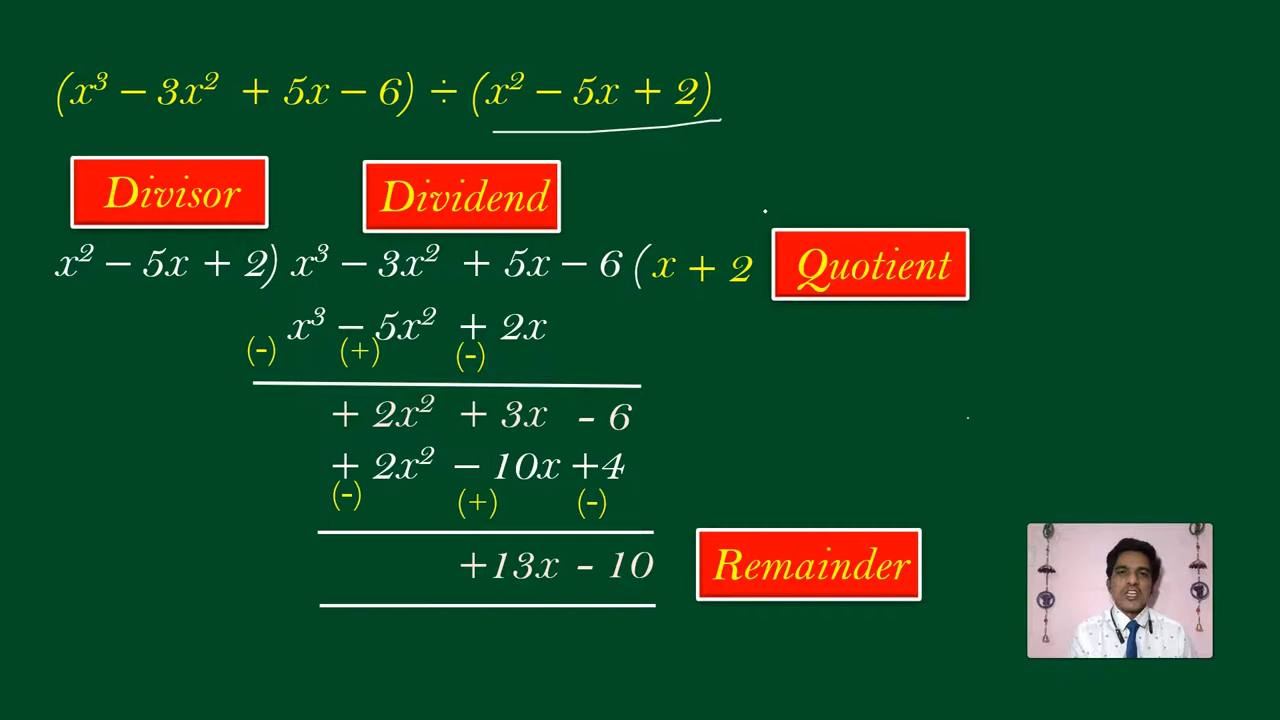 (x³ − 3x² + 5x − 6) ÷ (x² − 5x + 2)
Divisor Dividend
x² − 5x + 2) x³ − 3x² + 5x − 6 (x + 2 Quotient
x³ − 5x² + 2x
(-) (+) (-)
+ 2x² + 3x - 6
+ 2x² − 10x +4
(-) (+) (-)
+13x - 10 Remainder